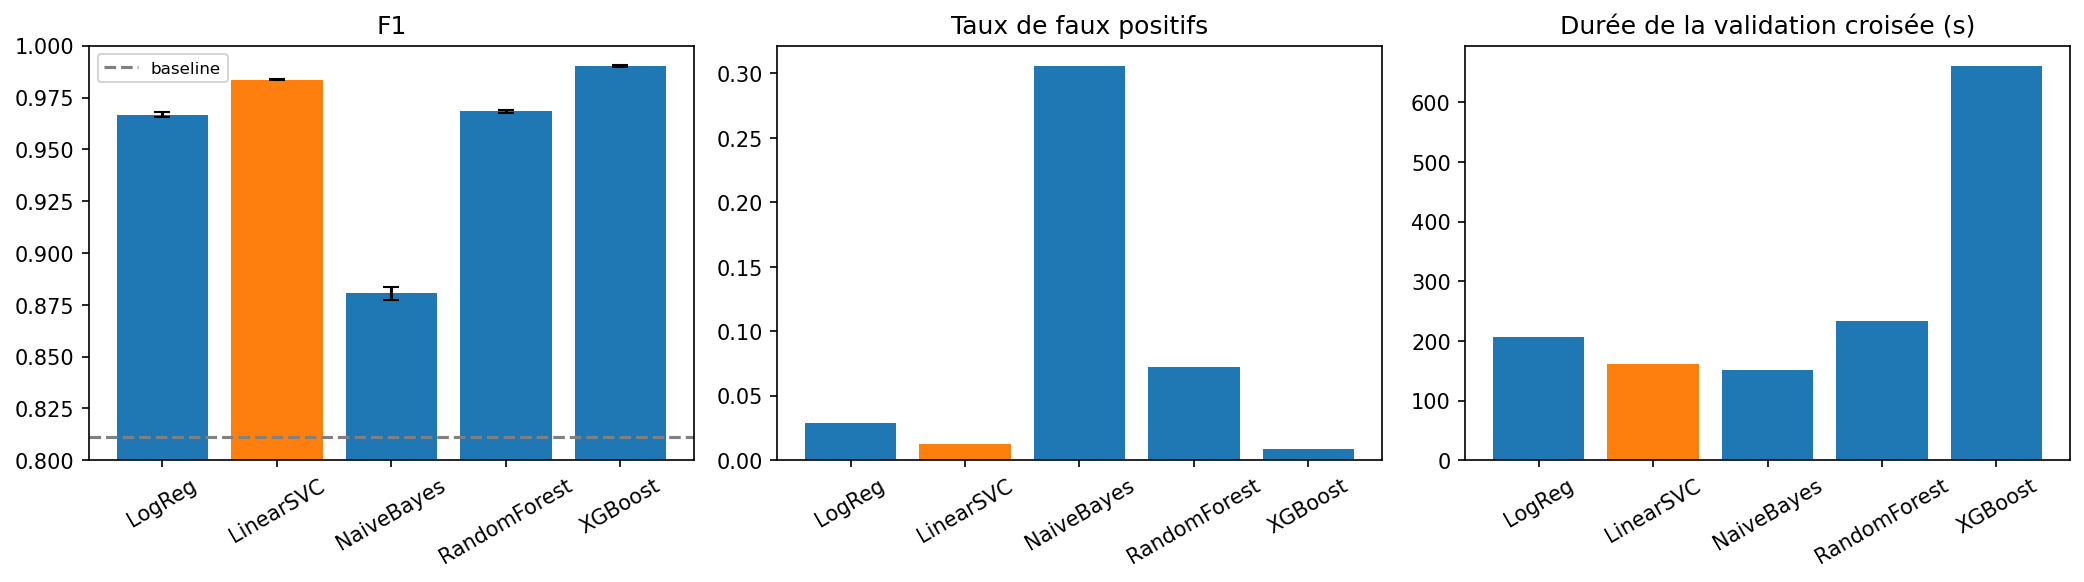 F1
1.000
0.975
0.950
0.925
0.900
0.875
0.850
0.825
0.800
baseline
LogReg
LinearSVC
NaiveBayes
RandomForest
XGBoost
Taux de faux positifs
0.30
0.25
0.20
0.15
0.10
0.05
0.00
LogReg
LinearSVC
NaiveBayes
RandomForest
XGBoost
Durée de la validation croisée (s)
600
500
400
300
200
100
0
LogReg
LinearSVC
NaiveBayes
RandomForest
XGBoost